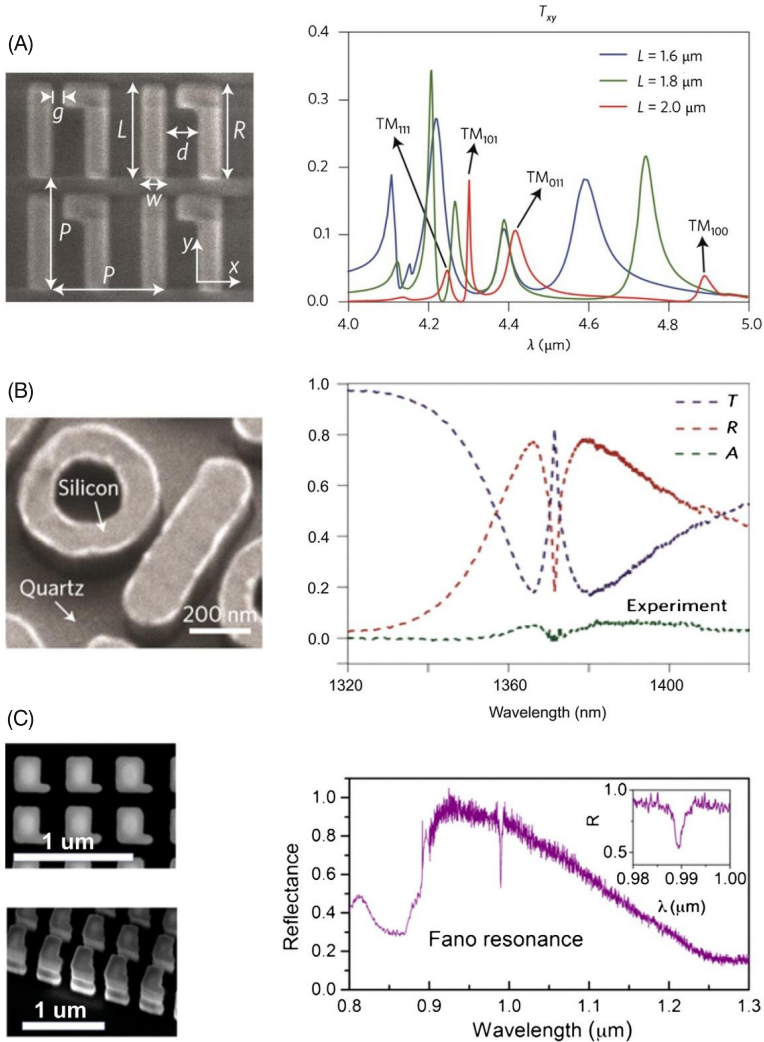 (A)
T_xy
g
L
d
R
w
P
P
y
x
0.4
0.3
0.2
0.1
0.0
L = 1.6 μm
L = 1.8 μm
L = 2.0 μm
TM111
TM101
TM011
TM100
4.0 4.2 4.4 4.6 4.8 5.0
λ (μm)
(B)
Silicon
Quartz
200 nm
1.0
0.8
0.6
0.4
0.2
0.0
T
R
A
Experiment
1320 1360 1400
Wavelength (nm)
(C)
1 um
1 um
Reflectance
1.0
0.8
0.6
0.4
0.2
0.0
Fano resonance
R
1.0
0.5
0.98 0.99 1.00
λ (μm)
0.8 0.9 1.0 1.1 1.2 1.3
Wavelength (μm)